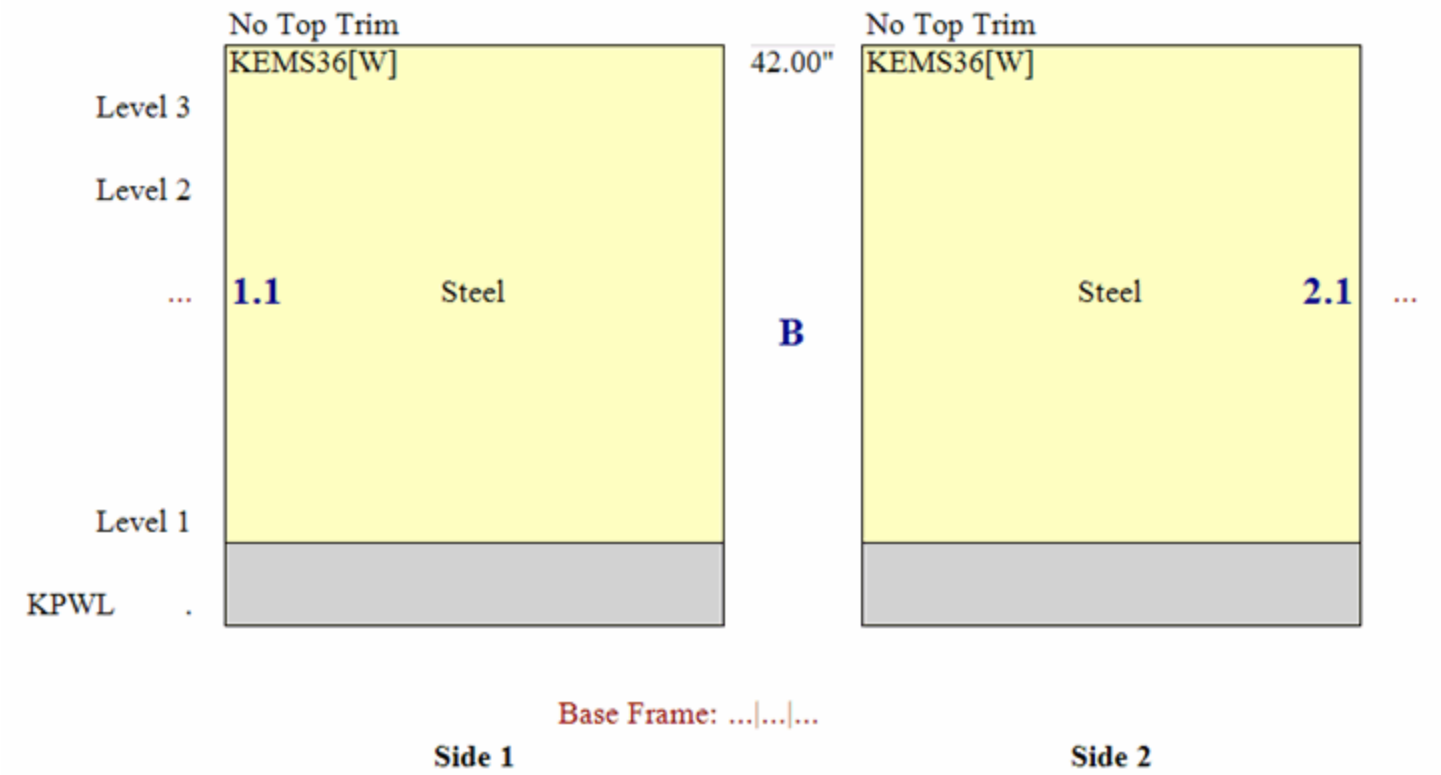 No Top Trim No Top Trim
KEMS36[W] 42.00" KEMS36[W]
Level 3
Level 2
... 1.1 Steel Steel 2.1 ...
B
Level 1
KPWL .
Base Frame: ...|...|...
Side 1 Side 2